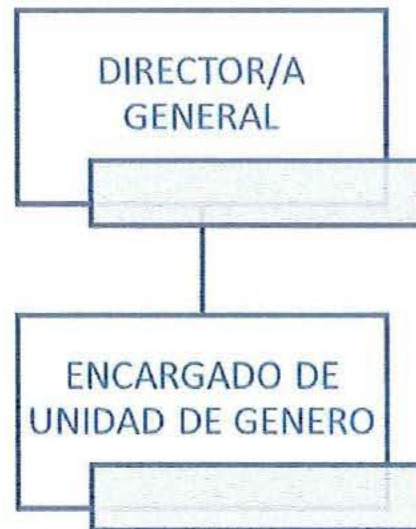 DIRECTOR/A
GENERAL
ENCARGADO DE
UNIDAD DE GENERO